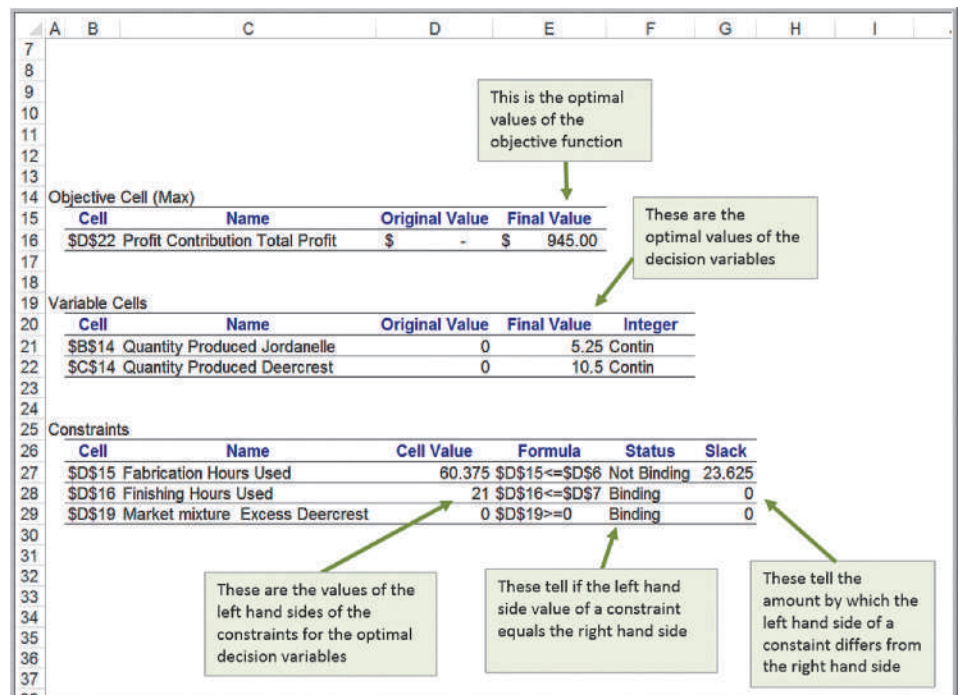 A B C D E F G H I
7
8
9
This is the optimal
values of the
objective function
10
11
12
13
14 Objective Cell (Max)
15 Cell Name Original Value Final Value
16 $D$22 Profit Contribution Total Profit $ - $ 945.00
These are the
optimal values of the
decision variables
17
18
19 Variable Cells
20 Cell Name Original Value Final Value Integer
21 $B$14 Quantity Produced Jordanelle 0 5.25 Contin
22 $C$14 Quantity Produced Deercrest 0 10.5 Contin
23
24
25 Constraints
26 Cell Name Cell Value Formula Status Slack
27 $D$15 Fabrication Hours Used 60.375 $D$15<=$D$6 Not Binding 23.625
28 $D$16 Finishing Hours Used 21 $D$16<=$D$7 Binding 0
29 $D$19 Market mixture Excess Deercrest 0 $D$19>=0 Binding 0
30
31
32
33
34
35
36
37
These are the values of the
left hand sides of the
constraints for the optimal
decision variables
These tell if the left hand
side value of a constraint
equals the right hand side
These tell the
amount by which the
left hand side of a
constaint differs from
the right hand side